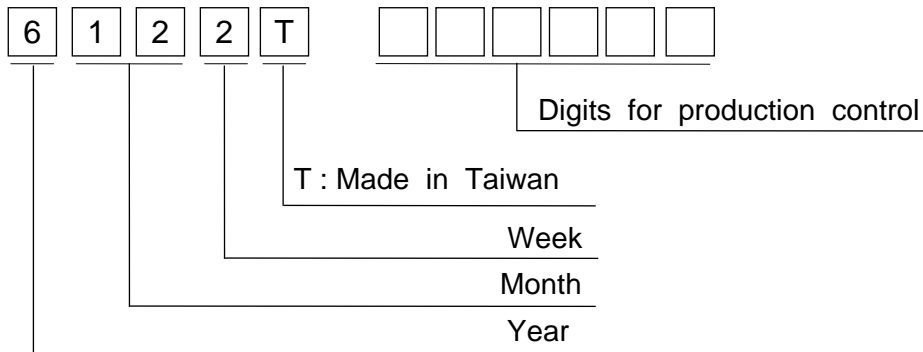 6 1 2 2 T
Digits for production control
T : Made in Taiwan
Week
Month
Year